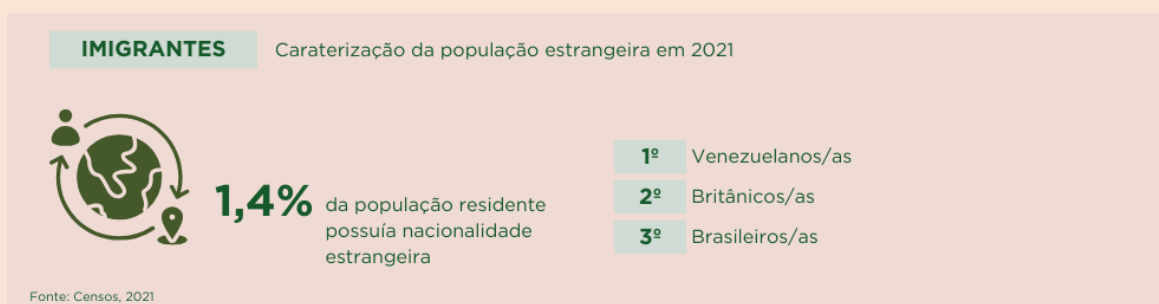 IMIGRANTES Caraterização da população estrangeira em 2021
1,4% da população residente
possuía nacionalidade
estrangeira
1º Venezuelanos/as
2º Britânicos/as
3º Brasileiros/as
Fonte: Censos, 2021